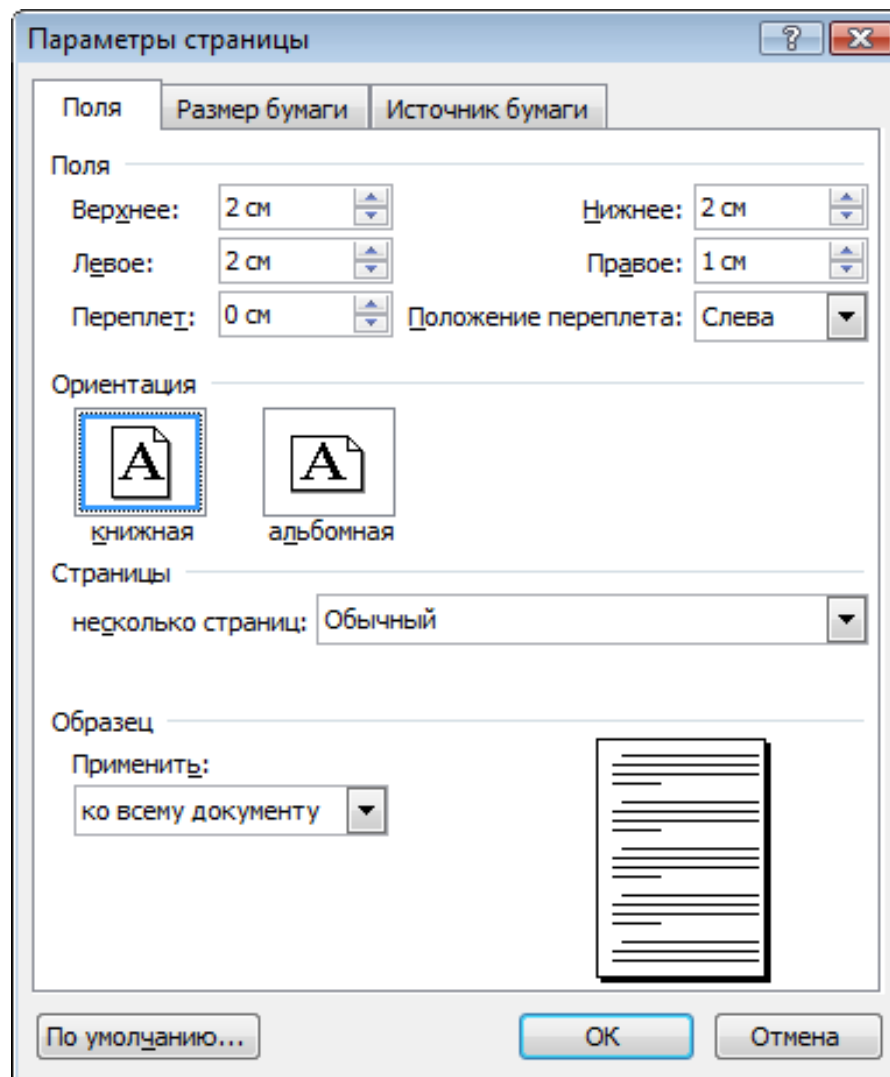 Параметры страницы
Поля Размер бумаги Источник бумаги
Поля
Верхнее: 2 см Нижнее: 2 см
Левое: 2 см Правое: 1 см
Переплет: 0 см Положение переплета: Слева
Ориентация
A A
книжная альбомная
Страницы
несколько страниц: Обычный
Образец
Применить:
ко всему документу
По умолчанию... ОК Отмена